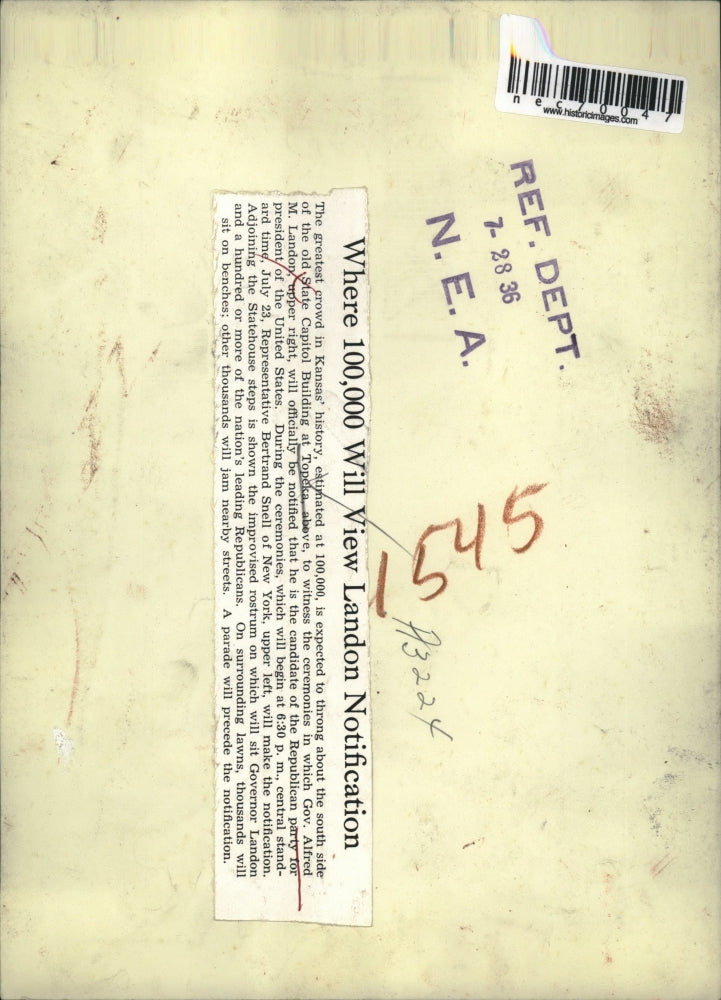 necz0047
www.historicimages.com
REF. DEPT.
7-28 36
N. E. A.
1545
Where 100,000 Will View Landon Notification
The greatest crowd in Kansas' history, estimated at 100,000, is expected to throng about the south side
of the old State Capitol Building at Topeka, above, to witness the ceremonies in which Gov. Alfred
M. Landon, upper right, will officially be notified that he is the candidate of the Republican party for
president of the United States. During the ceremonies, which will begin at 6:30 p. m., central stand-
ard time, July 23, Representative Bertrand Snell of New York, upper left, will make the notification.
Adjoining the Statehouse steps is shown the improvised rostrum on which will sit Governor Landon
and a hundred or more of the nation's leading Republicans. On surrounding lawns, thousands will
sit on benches; other thousands will jam nearby streets. A parade will precede the notification.